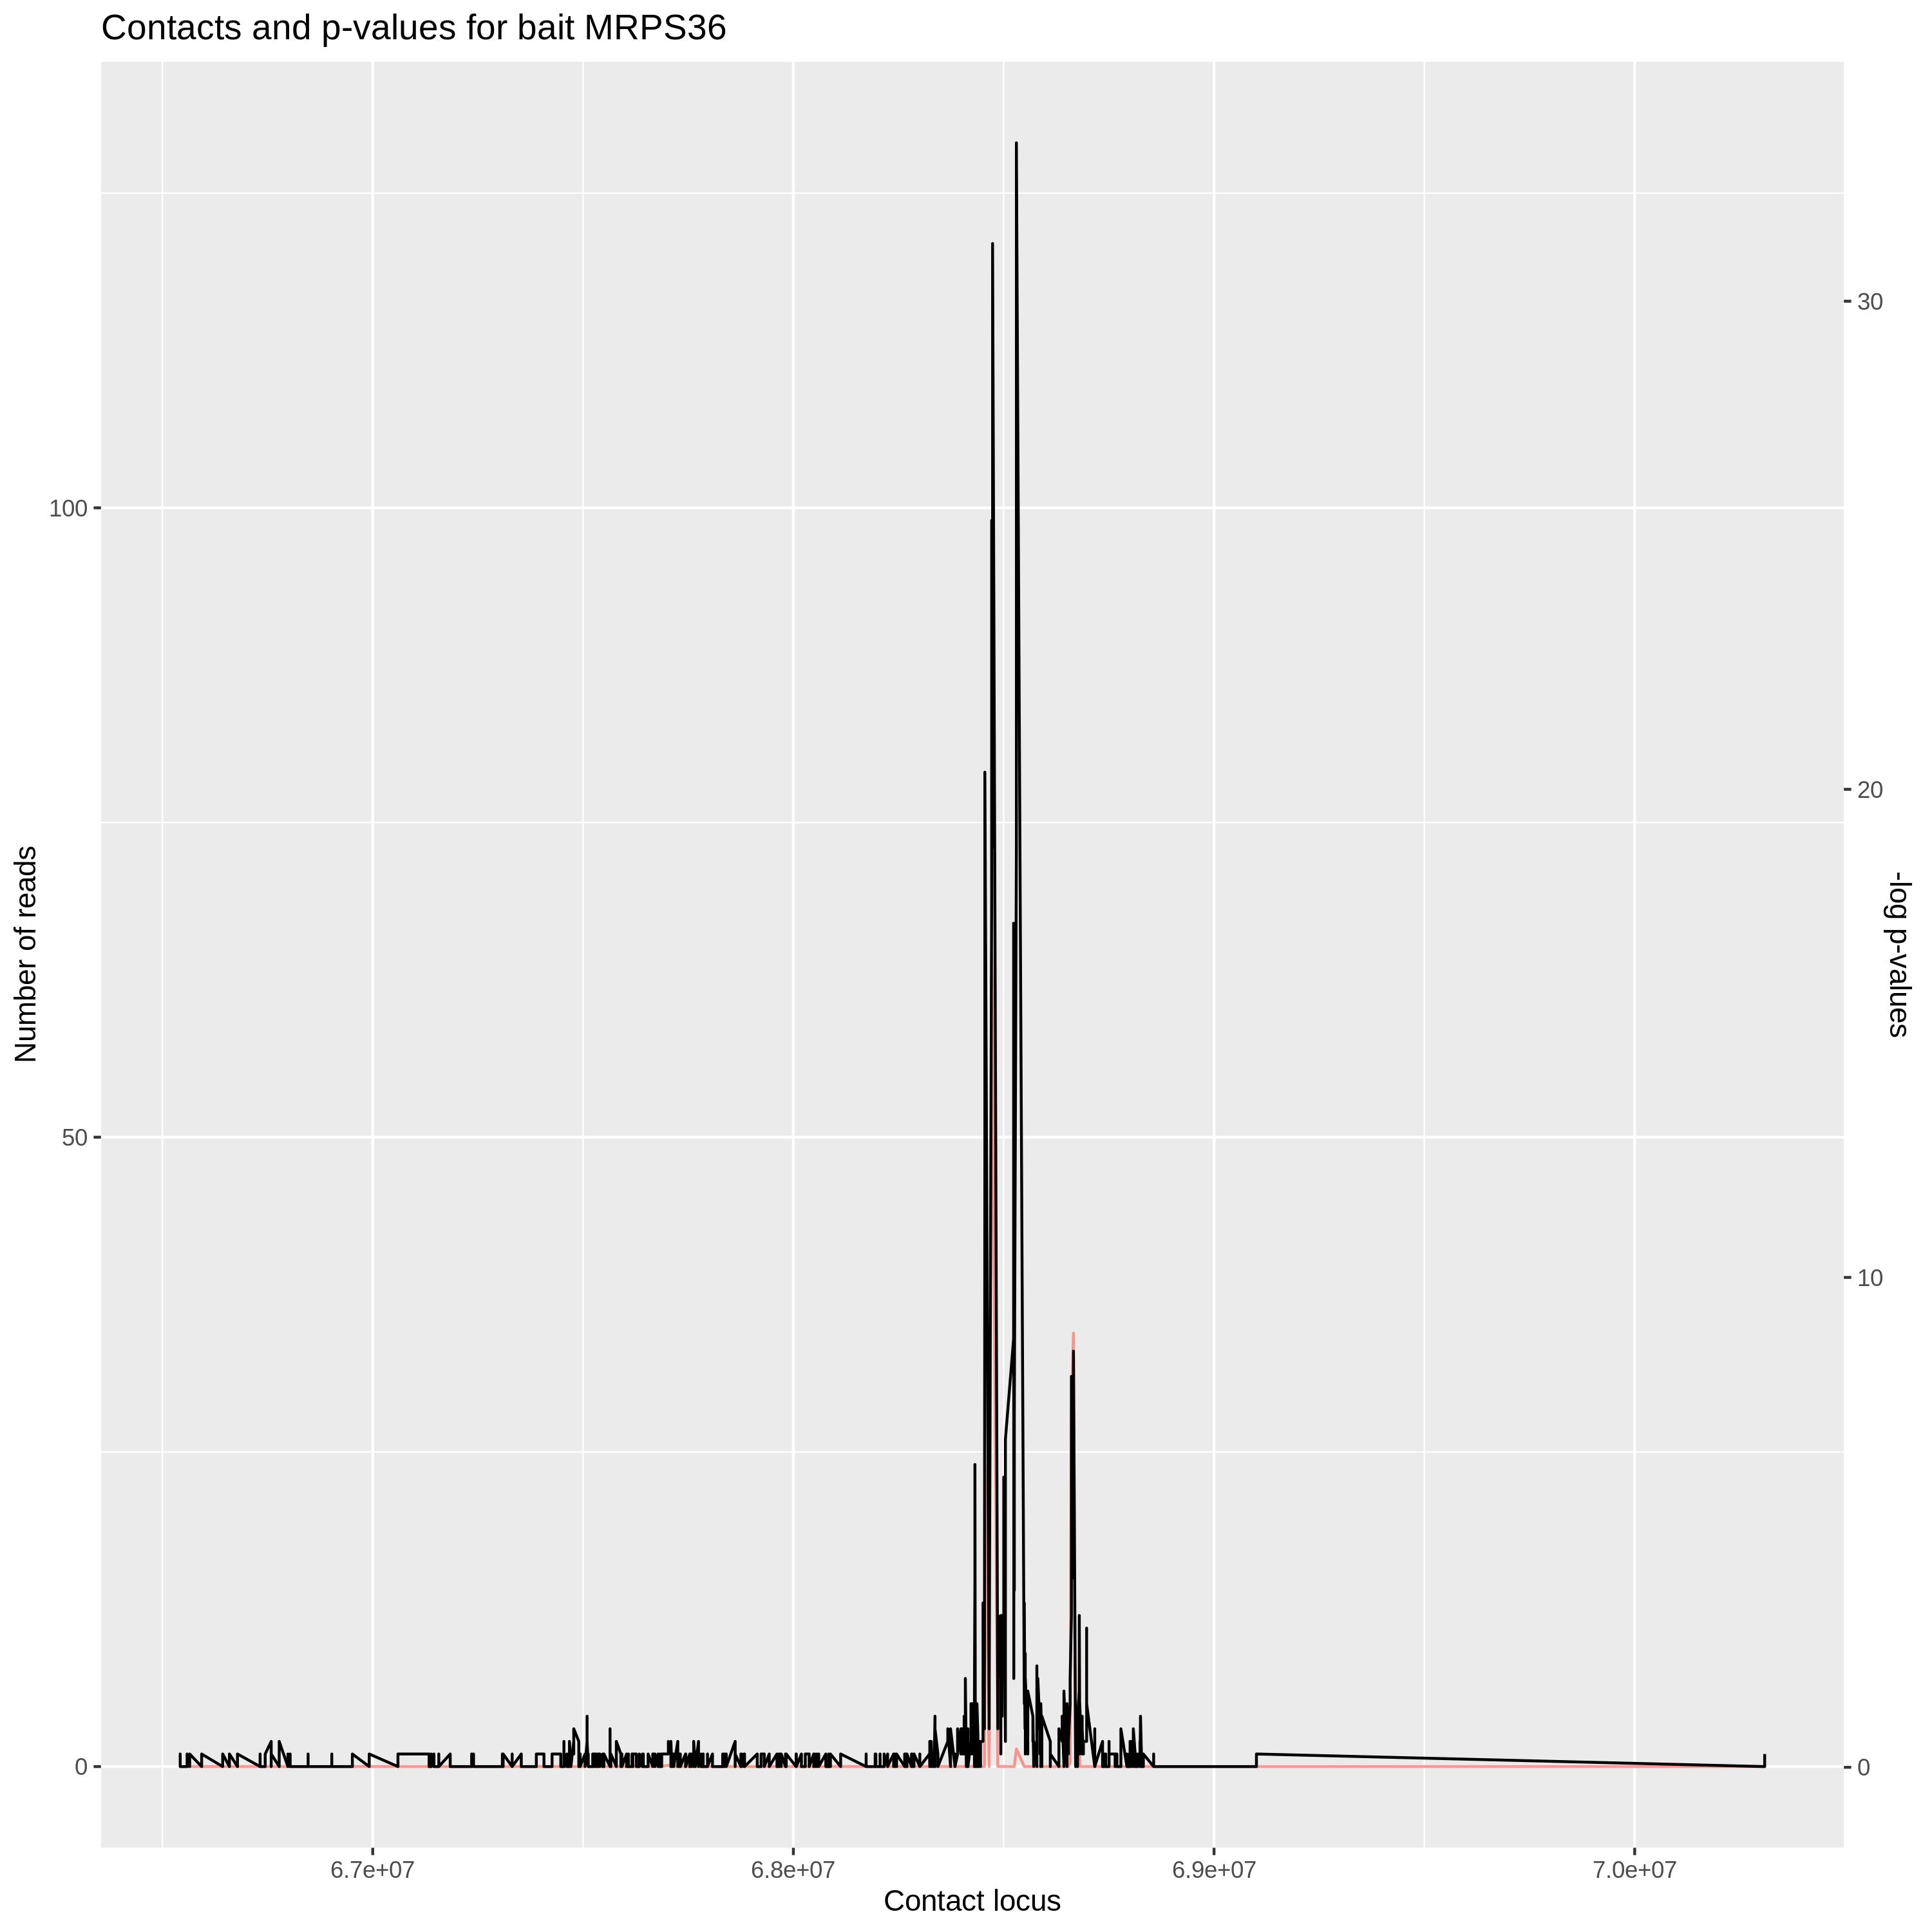 Contacts and p-values for bait MRPS36
100
50
0
Number of reads
30
20
10
0
-log p-values
6.7e+07 6.8e+07 6.9e+07 7.0e+07
Contact locus